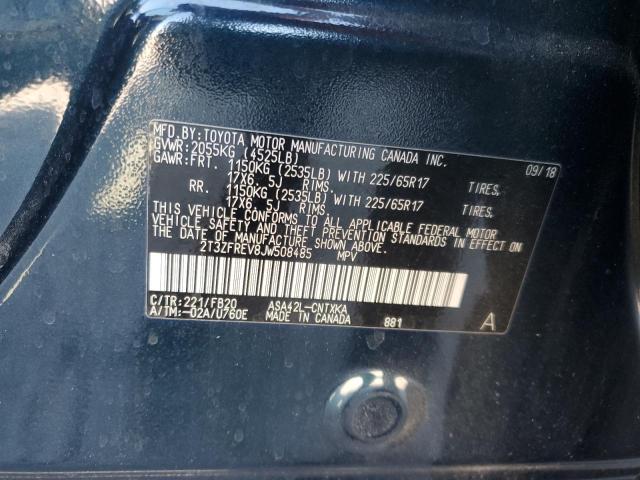 MFD.BY:TOYOTA MOTOR MANUFACTURING CANADA INC.
GVWR:2055KG (4525LB) 09/18
GAWR:FRT. 1150KG (2535LB) WITH 225/65R17 TIRES,
17X6.5J RIMS.
RR. 1150KG (2535LB) WITH 225/65R17 TIRES,
17X6.5J RIMS.
THIS VEHICLE CONFORMS TO ALL APPLICABLE FEDERAL MOTOR
VEHICLE SAFETY AND THEFT PREVENTION STANDARDS IN EFFECT
ON THE DATE OF MANUFACTURE SHOWN ABOVE.
2T3ZFREV8JW508485 MPV
C/TR:221/FB20 ASA42L-CNTXKA
A/TM:-02A/U760E MADE IN CANADA 881 A